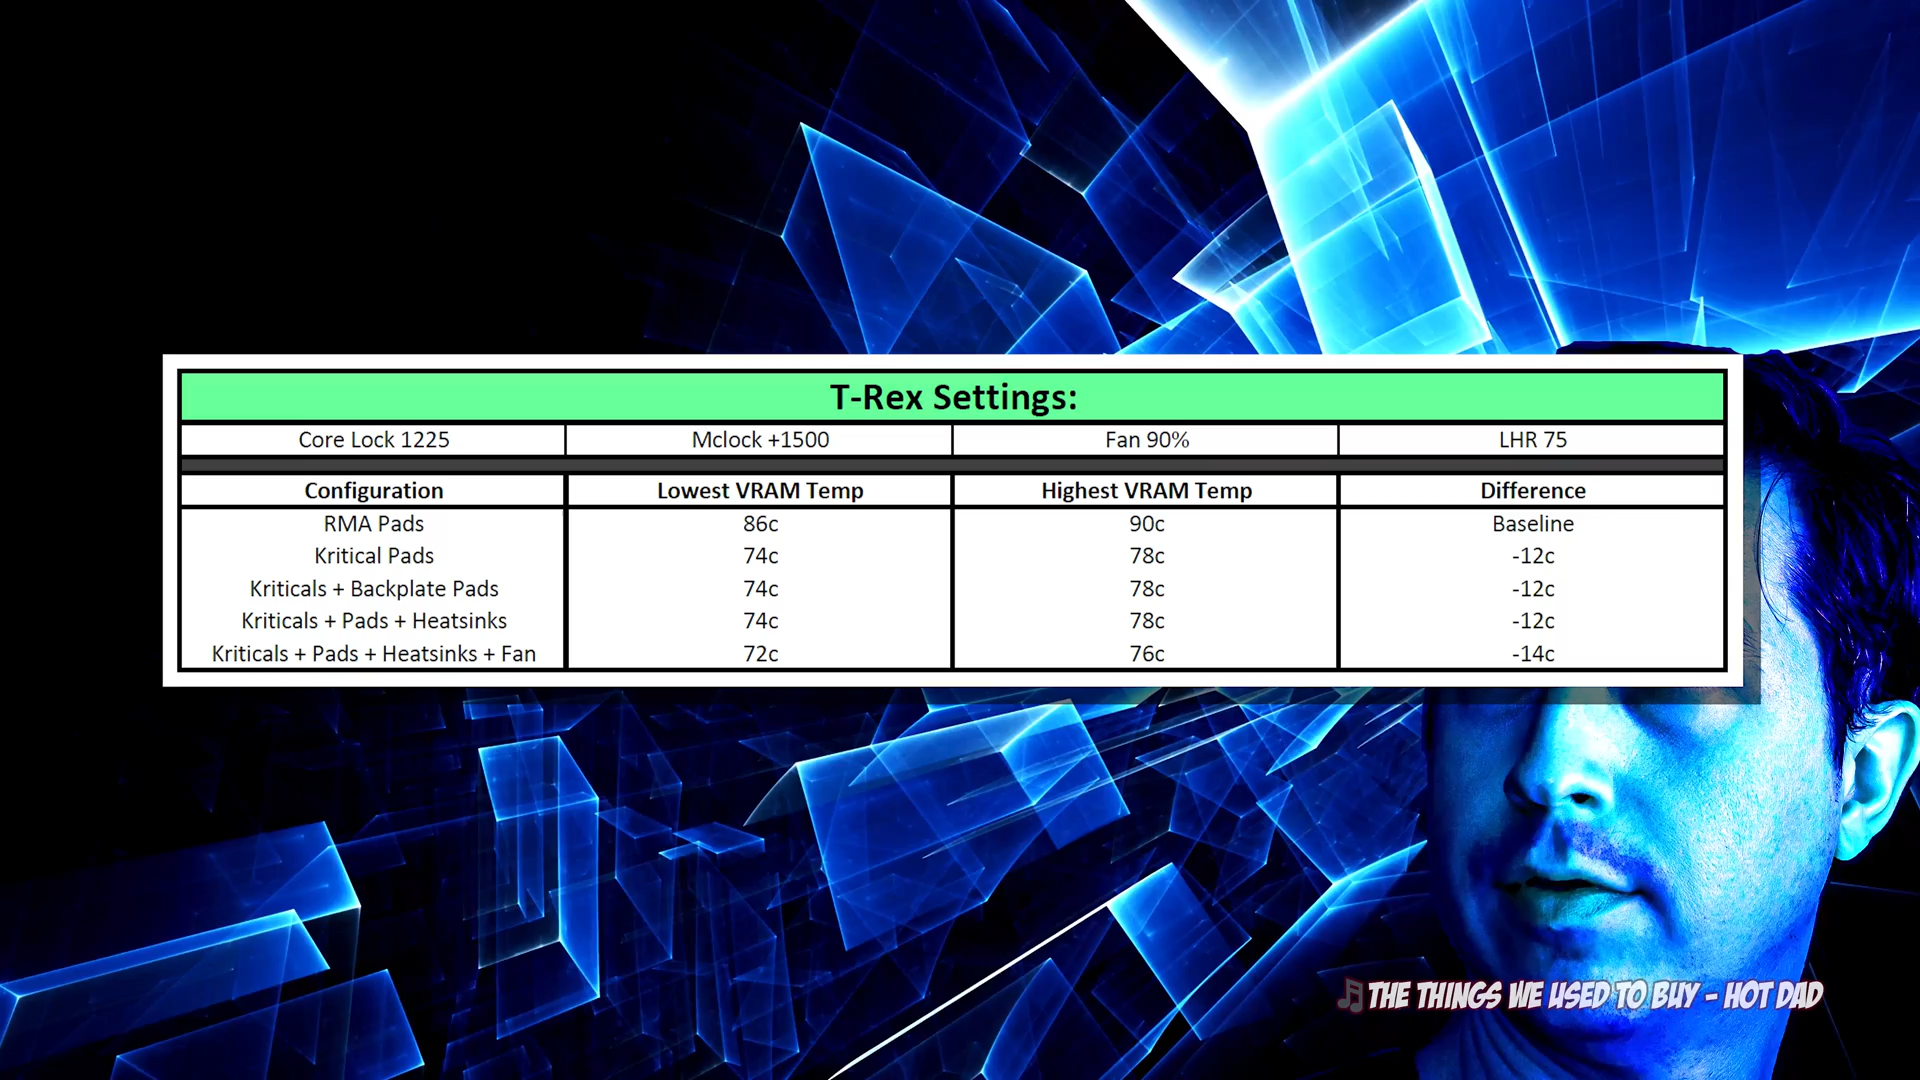 T-Rex Settings:
Core Lock 1225 Mclock +1500 Fan 90% LHR 75
Configuration Lowest VRAM Temp Highest VRAM Temp Difference
RMA Pads 86c 90c Baseline
Kritical Pads 74c 78c -12c
Kriticals + Backplate Pads 74c 78c -12c
Kriticals + Pads + Heatsinks 74c 78c -12c
Kriticals + Pads + Heatsinks + Fan 72c 76c -14c
THE THINGS WE USED TO BUY - HOT DAD